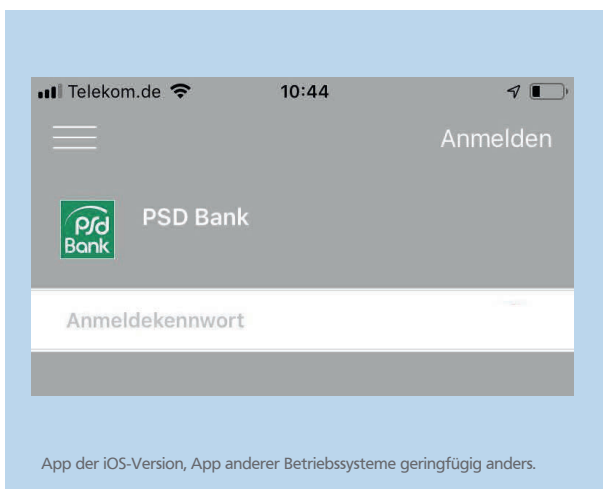 Telekom.de 10:44
Anmelden
PSD Bank
psd
Bank
Anmeldekennwort
App der iOS-Version, App anderer Betriebssysteme geringfügig anders.